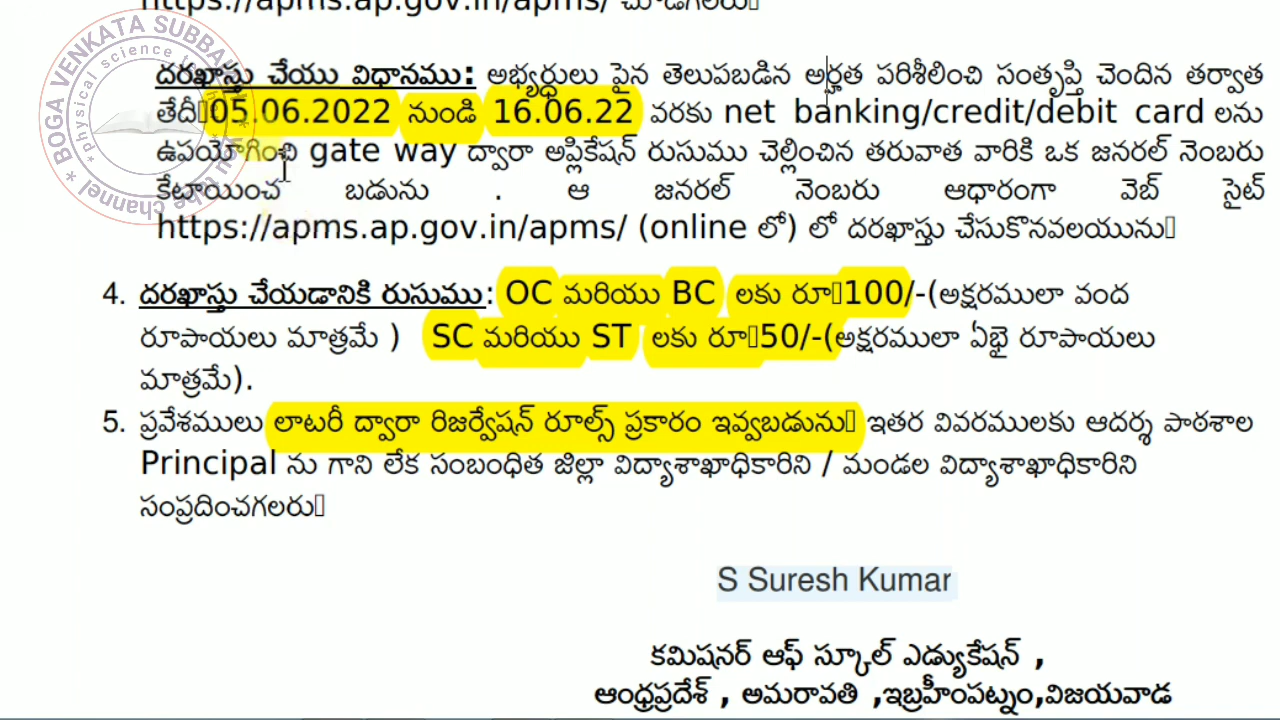 https://apms.ap.gov.in/apms/ చూడగలరు
దరఖాస్తు చేయు విధానము: అభ్యర్థులు పైన తెలుపబడిన అర్హత పరిశీలించి సంతృప్తి చెందిన తర్వాత
తేదీ 05.06.2022 నుండి 16.06.22 వరకు net banking/credit/debit card లను
ఉపయోగించి gate way ద్వారా అప్లికేషన్ రుసుము చెల్లించిన తరువాత వారికి ఒక జనరల్ నెంబరు
కేటాయించ బడును . ఆ జనరల్ నెంబరు ఆధారంగా వెబ్ సైట్
https://apms.ap.gov.in/apms/ (online లో) లో దరఖాస్తు చేసుకొనవలయును
4. దరఖాస్తు చేయడానికి రుసుము: OC మరియు BC లకు రూ 100/-(అక్షరములా వంద
రూపాయలు మాత్రమే ) SC మరియు ST లకు రూ 50/-(అక్షరములా ఏభై రూపాయలు
మాత్రమే).
5. ప్రవేశములు లాటరీ ద్వారా రిజర్వేషన్ రూల్స్ ప్రకారం ఇవ్వబడును ఇతర వివరములకు ఆదర్శ పాఠశాల
Principal ను గాని లేక సంబంధిత జిల్లా విద్యాశాఖాధికారిని / మండల విద్యాశాఖాధికారిని
సంప్రదించగలరు
S Suresh Kumar
కమిషనర్ ఆఫ్ స్కూల్ ఎడ్యుకేషన్ ,
ఆంధ్రప్రదేశ్ , అమరావతి ,ఇబ్రహీంపట్నం,విజయవాడ
BOGA VENKATA SUBBA
* physical science
you tube channel *